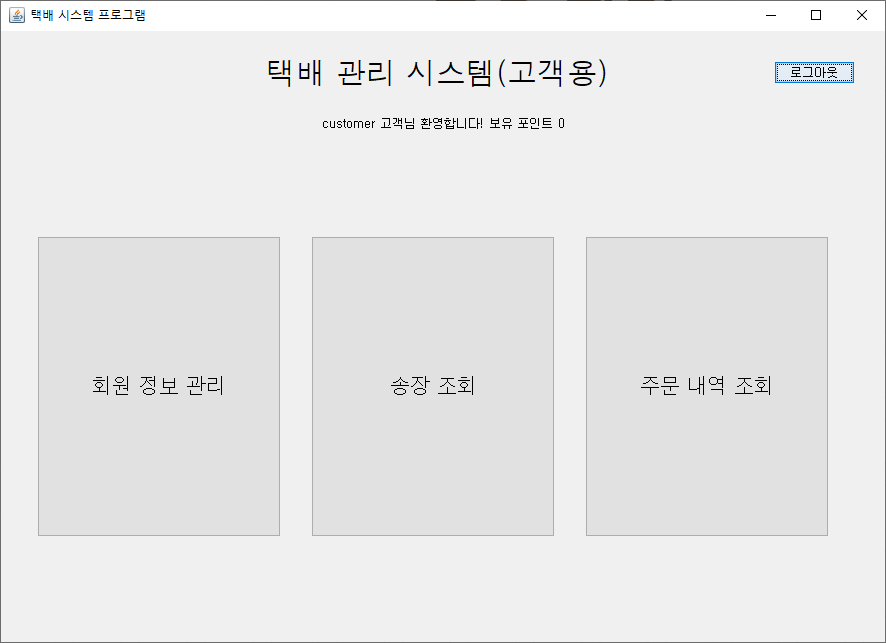 택배 시스템 프로그램
택배 관리 시스템(고객용)
로그아웃
customer 고객님 환영합니다! 보유 포인트 0
회원 정보 관리
송장 조회
주문 내역 조회